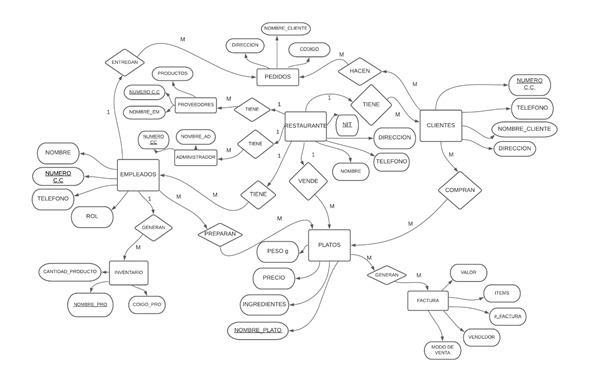 NOMBRE_CLIENTE
DIRECCION
CODIGO
M
M
ENTREGAN
PEDIDOS
HACEN
PRODUCTOS
NUMERO C.C
NOMBRE_EM
PROVEEDORES
M
TIENE
1
1
TIENE
M
M
NUMERO
C.C.
TELEFONO
NOMBRE_CLIENTE
DIRECCION
CLIENTES
RESTAURANTE
NIT
DIRECCION
TELEFONO
NOMBRE
1
NUMERO
CC
NOMBRE_AD
ADMINISTRADOR
M
TIENE
1
NOMBRE
NUMERO
C.C
TELEFONO
ROL
EMPLEADOS
M
TIENE
1
1
VENDE
M
M
COMPRAN
M
1
GENERAN
M
M
PREPARAN
M
PLATOS
PESO g
PRECIO
INGREDIENTES
NOMBRE_PLATO
CANTIDAD_PRODUCTO
INVENTARIO
NOMBRE_PRO
COIGO_PRO
M
GENERAN
M
FACTURA
VALOR
ITEMS
#_FACTURA
VENDEDOR
MODO DE
VENTA